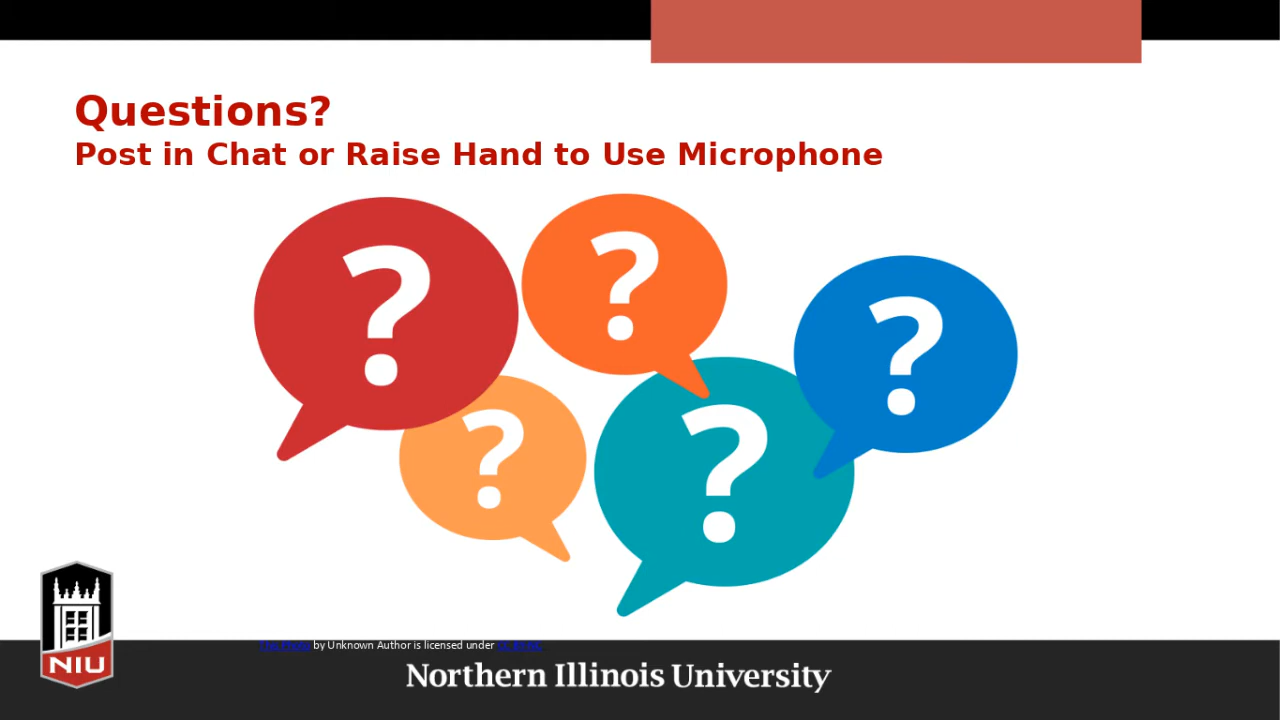 Questions?
Post in Chat or Raise Hand to Use Microphone
?
?
?
?
?
This Photo by Unknown Author is licensed under CC BY-NC
NIU
Northern Illinois University